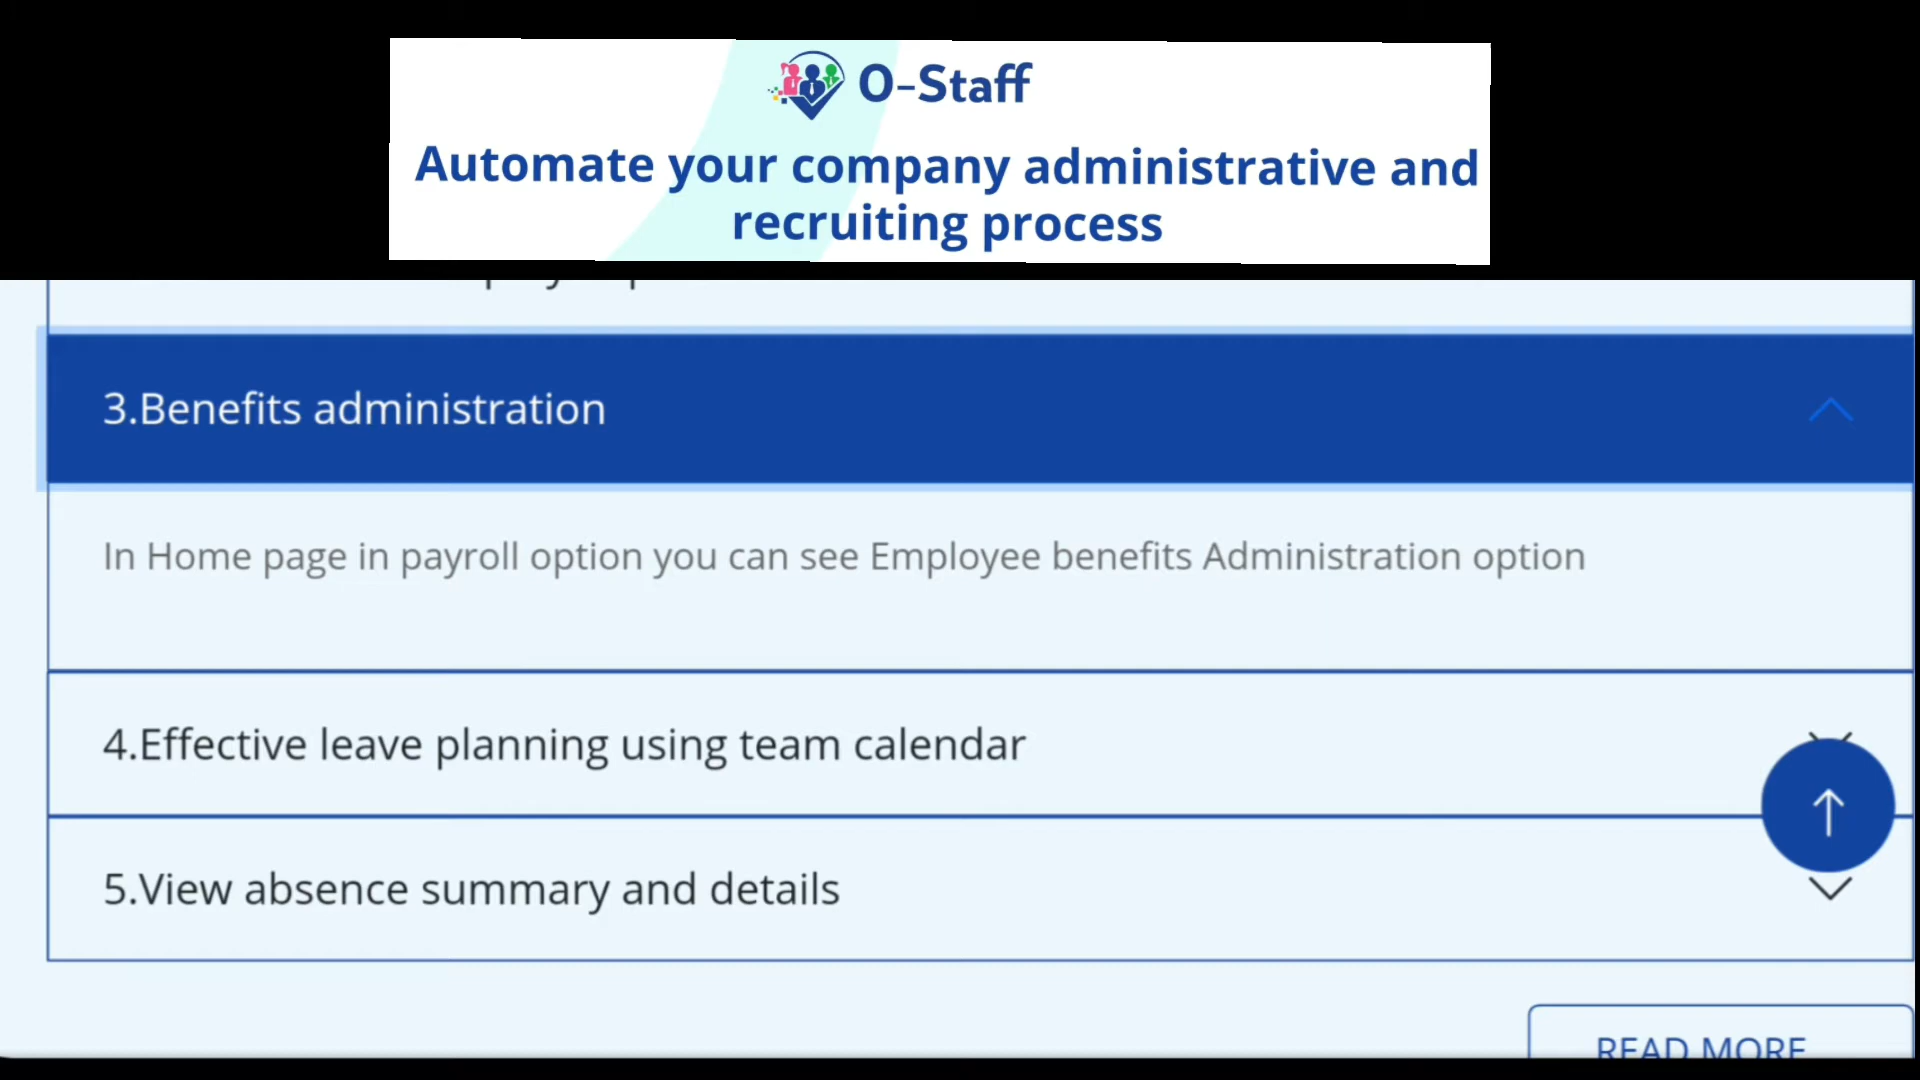 O-Staff
Automate your company administrative and
recruiting process
3.Benefits administration
In Home page in payroll option you can see Employee benefits Administration option
4.Effective leave planning using team calendar
5.View absence summary and details
READ MORE